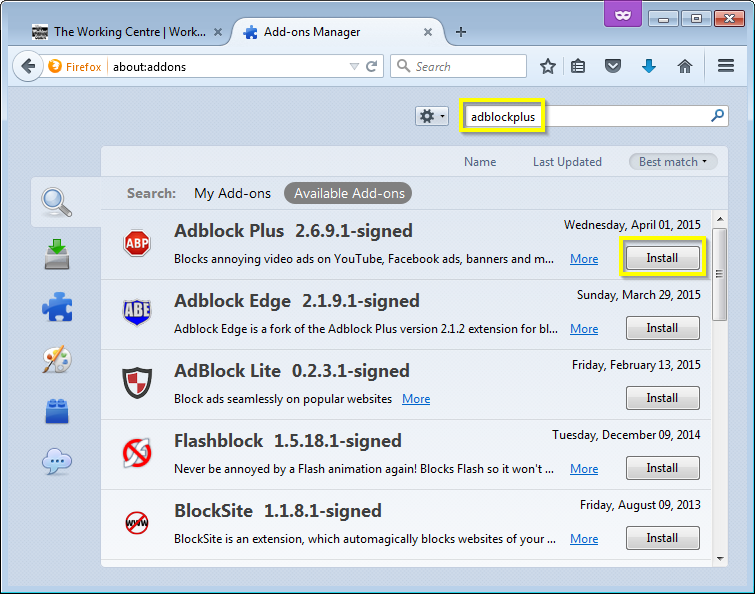 The Working Centre | Work...
Add-ons Manager
Firefox
about:addons
Search
adblockplus
Name
Last Updated
Best match
Search:
My Add-ons
Available Add-ons
ABP
Adblock Plus 2.6.9.1-signed
Wednesday, April 01, 2015
Blocks annoying video ads on YouTube, Facebook ads, banners and m...
More
Install
ABE
Adblock Edge 2.1.9.1-signed
Sunday, March 29, 2015
Adblock Edge is a fork of the Adblock Plus version 2.1.2 extension for bl...
More
Install
AdBlock Lite 0.2.3.1-signed
Friday, February 13, 2015
Block ads seamlessly on popular websites
More
Install
Flashblock 1.5.18.1-signed
Tuesday, December 09, 2014
Never be annoyed by a Flash animation again! Blocks Flash so it won't ...
More
Install
WWW
BlockSite 1.1.8.1-signed
Friday, August 09, 2013
BlockSite is an extension, which automagically blocks websites of your ...
More
Install